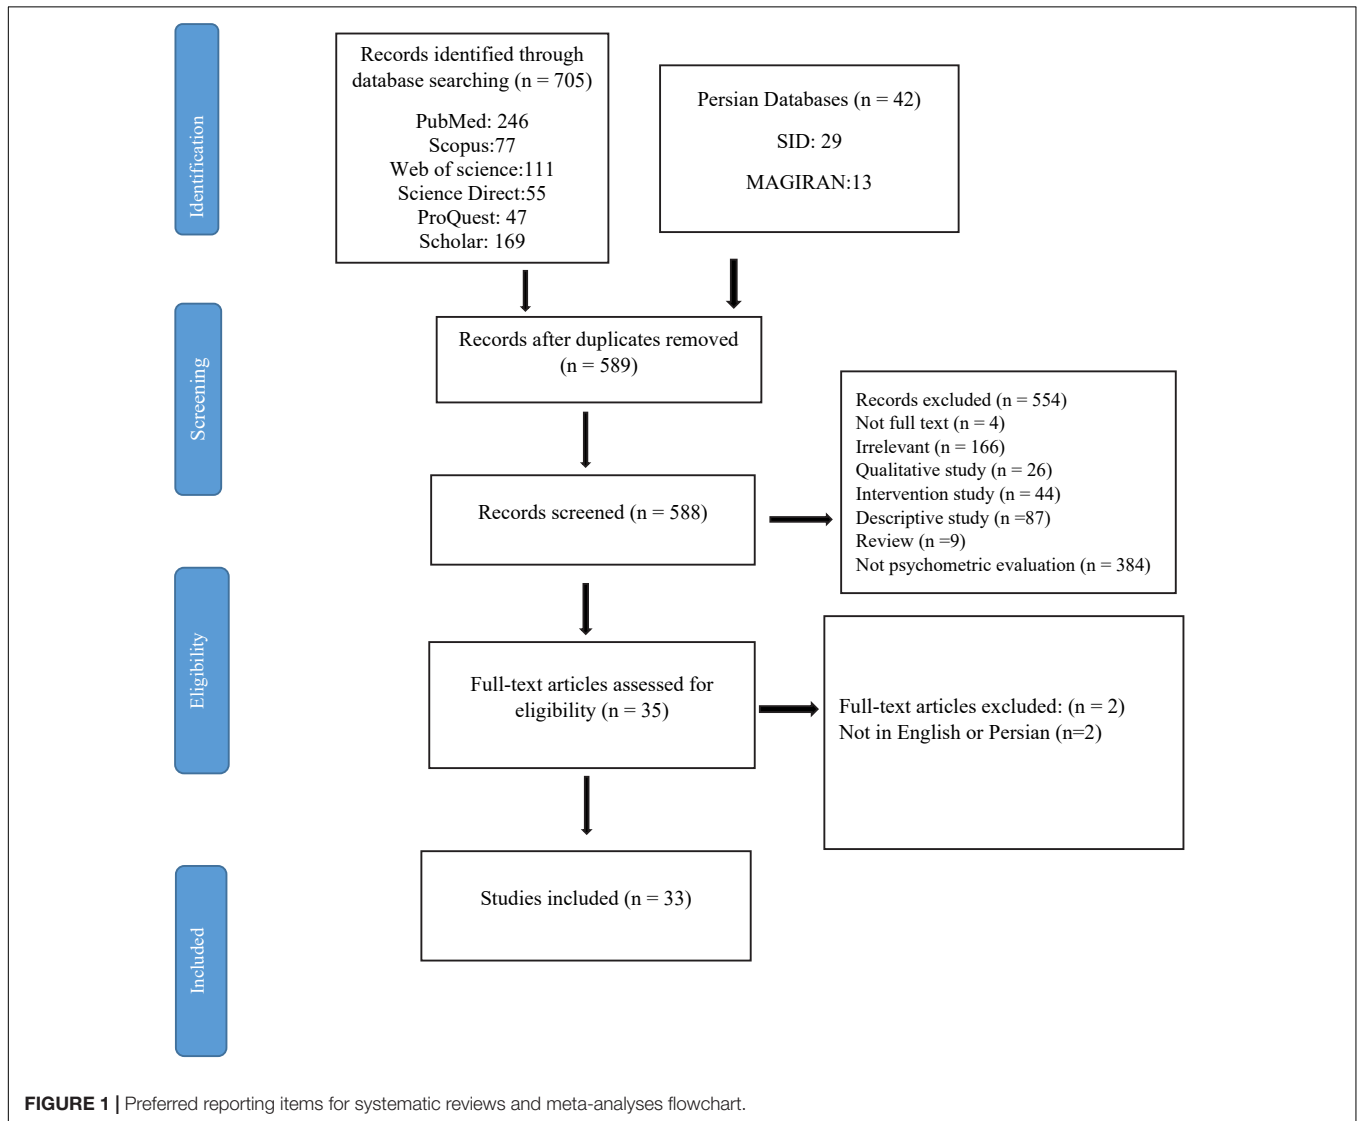 Identification
Records identified through
database searching (n = 705)
PubMed: 246
Scopus:77
Web of science:111
Science Direct:55
ProQuest: 47
Scholar: 169
Persian Databases (n = 42)
SID: 29
MAGIRAN:13
Screening
Records after duplicates removed
(n = 589)
Records screened (n = 588)
Records excluded (n = 554)
Not full text (n = 4)
Irrelevant (n = 166)
Qualitative study (n = 26)
Intervention study (n = 44)
Descriptive study (n =87)
Review (n =9)
Not psychometric evaluation (n = 384)
Eligibility
Full-text articles assessed for
eligibility (n = 35)
Full-text articles excluded: (n = 2)
Not in English or Persian (n=2)
Included
Studies included (n = 33)
FIGURE 1 | Preferred reporting items for systematic reviews and meta-analyses flowchart.